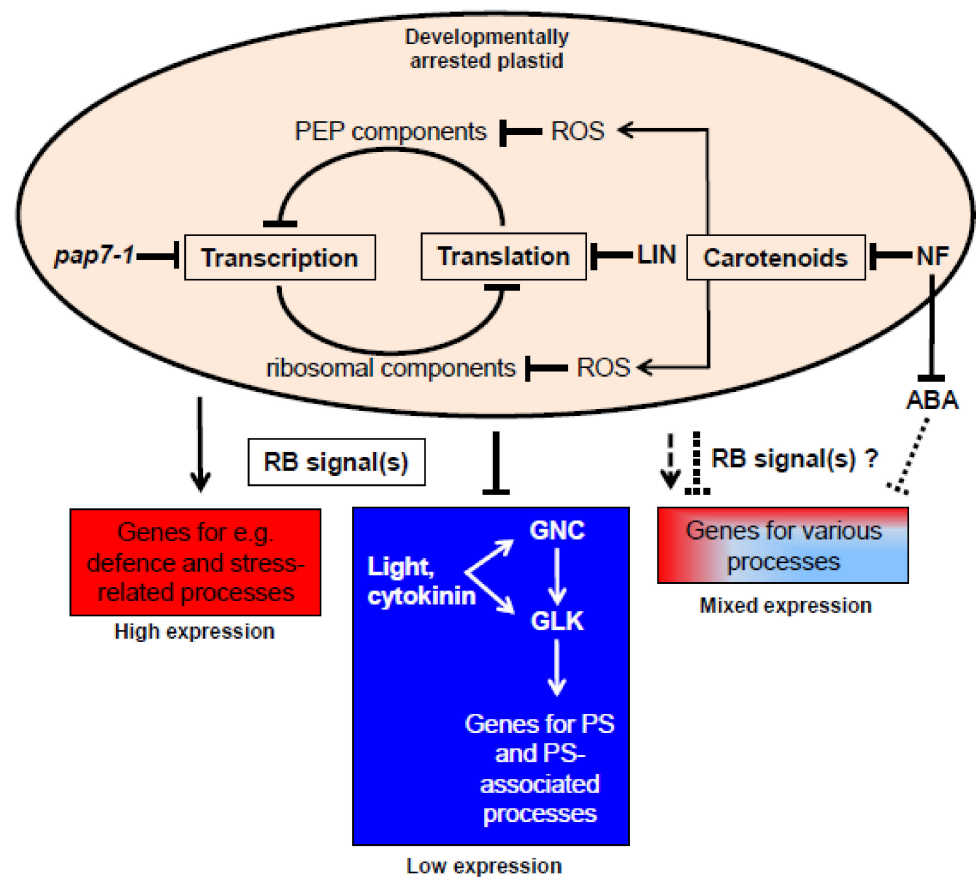 Developmentally
arrested plastid
PEP components
ROS
pap7-1
Transcription
Translation
LIN
Carotenoids
NF
ribosomal components
ROS
ABA
RB signal(s)
RB signal(s) ?
Genes for e.g.
defence and stress-
related processes
High expression
Light,
cytokinin
GNC
GLK
Genes for PS
and PS-
associated
processes
Low expression
Genes for various
processes
Mixed expression